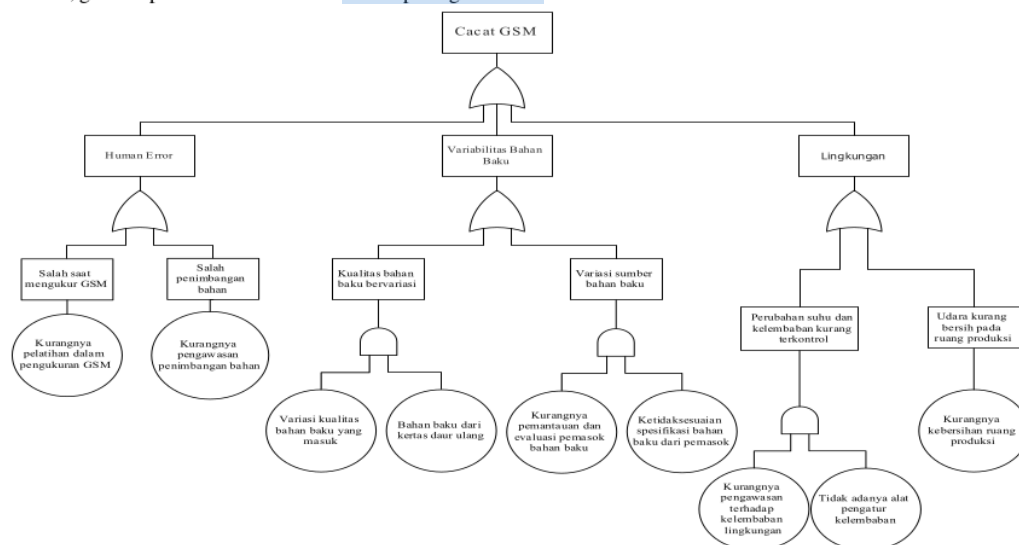 Cacat GSM
Human Error
Variabilitas Bahan
Baku
Lingkungan
Salah saat
mengukur GSM
Salah
penimbangan
bahan
Kualitas bahan
baku bervariasi
Variasi sumber
bahan baku
Perubahan suhu dan
kelembaban kurang
terkontrol
Udara kurang
bersih pada
ruang produksi
Kurangnya
pelatihan dalam
pengukuran GSM
Kurangnya
pengawasan
penimbangan bahan
Variasi kualitas
bahan baku yang
masuk
Bahan baku dari
kertas daur ulang
Kurangnya
pemantauan dan
evaluasi pemasok
bahan baku
Ketidaksesuaian
spesifikasi bahan
baku dari pemasok
Kurangnya
kebersihan ruang
produksi
Kurangnya
pengawasan
terhadap
kelembaban
lingkungan
Tidak adanya alat
pengatur
kelembaban